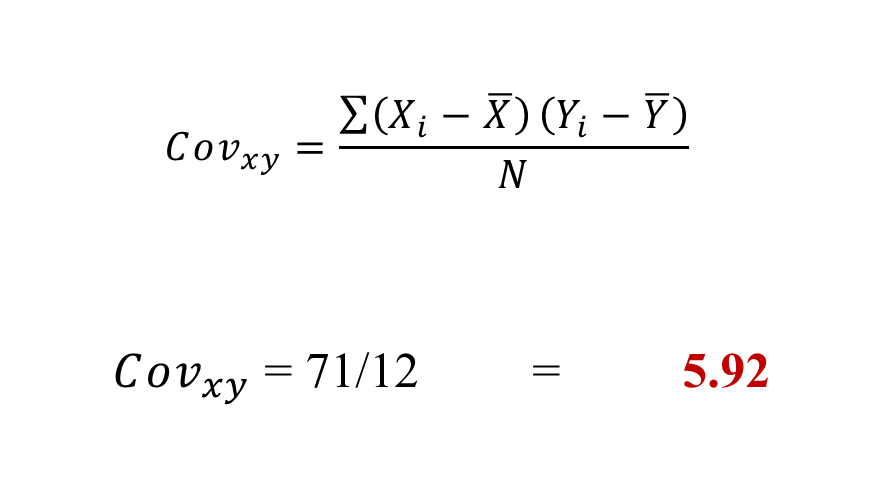 Cov_xy = ∑(X_i − X̅) (Y_i − Y̅) / N
Cov_xy = 71/12 = 5.92